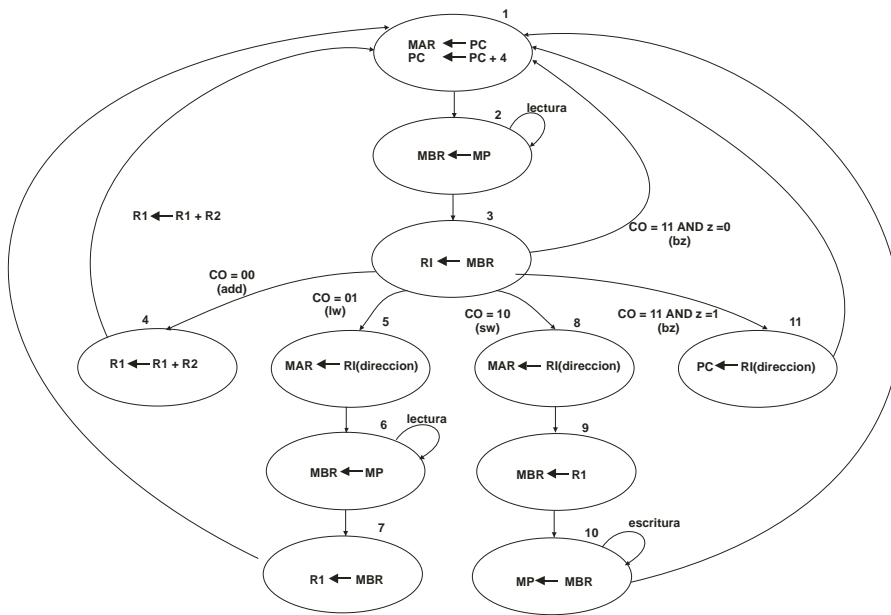 1
MAR ← PC
PC ← PC + 4
2
lectura
MBR ← MP
3
RI ← MBR
R1 ← R1 + R2
CO = 11 AND z =0
(bz)
CO = 00
(add)
CO = 01
(lw)
CO = 10
(sw)
CO = 11 AND z =1
(bz)
4
R1 ← R1 + R2
5
MAR ← RI(direccion)
8
MAR ← RI(direccion)
11
PC ← RI(direccion)
6
lectura
MBR ← MP
9
MBR ← R1
7
R1 ← MBR
10
escritura
MP ← MBR